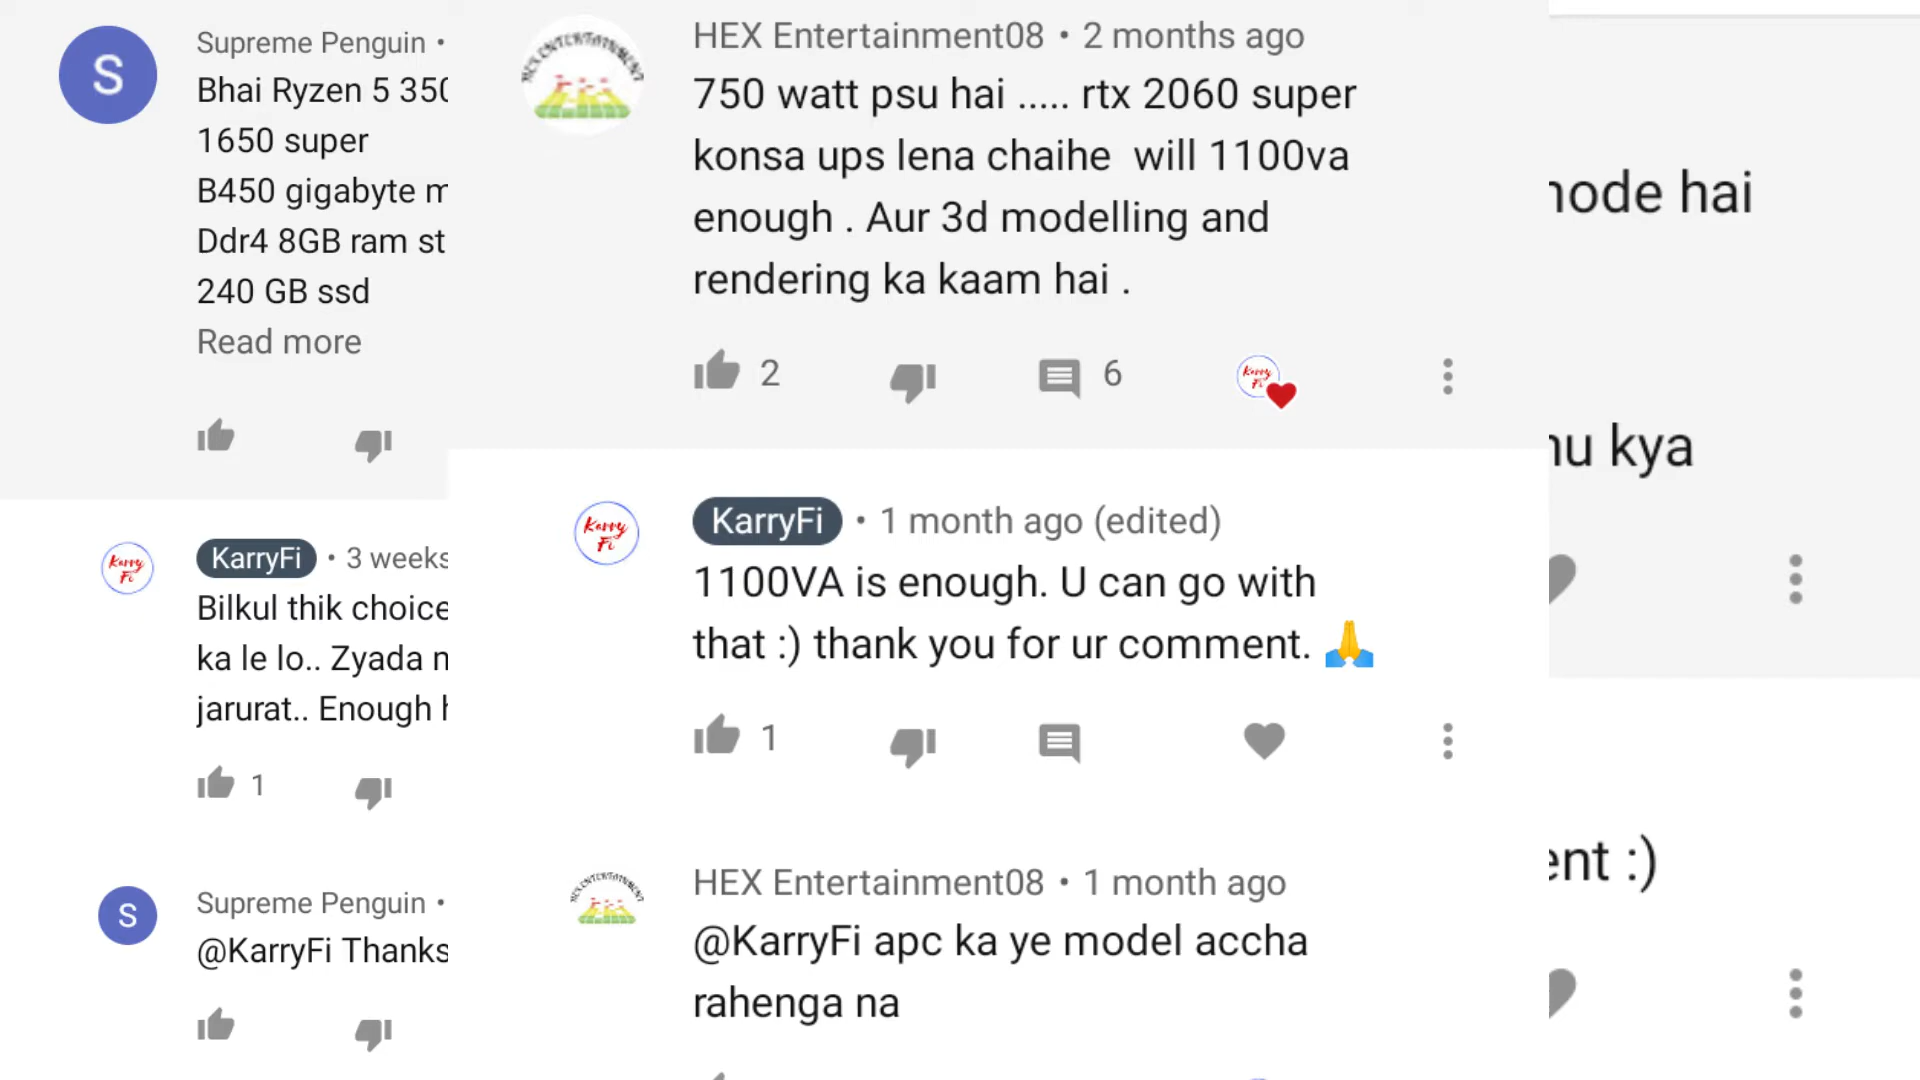 Supreme Penguin •
Bhai Ryzen 5 350
1650 super
B450 gigabyte
Ddr4 8GB ram st
240 GB ssd
Read more
KarryFi • 3 weeks
Bilkul thik choice
ka le lo.. Zyada
jarurat.. Enough
1
Supreme Penguin •
@KarryFi Thanks
HEX Entertainment08 • 2 months ago
750 watt psu hai ..... rtx 2060 super
konsa ups lena chaihe will 1100va
enough . Aur 3d modelling and
rendering ka kaam hai .
2 6
KarryFi • 1 month ago (edited)
1100VA is enough. U can go with
that :) thank you for ur comment. 🙏
1
HEX Entertainment08 • 1 month ago
@KarryFi apc ka ye model accha
rahenga na
hai
kya
:)